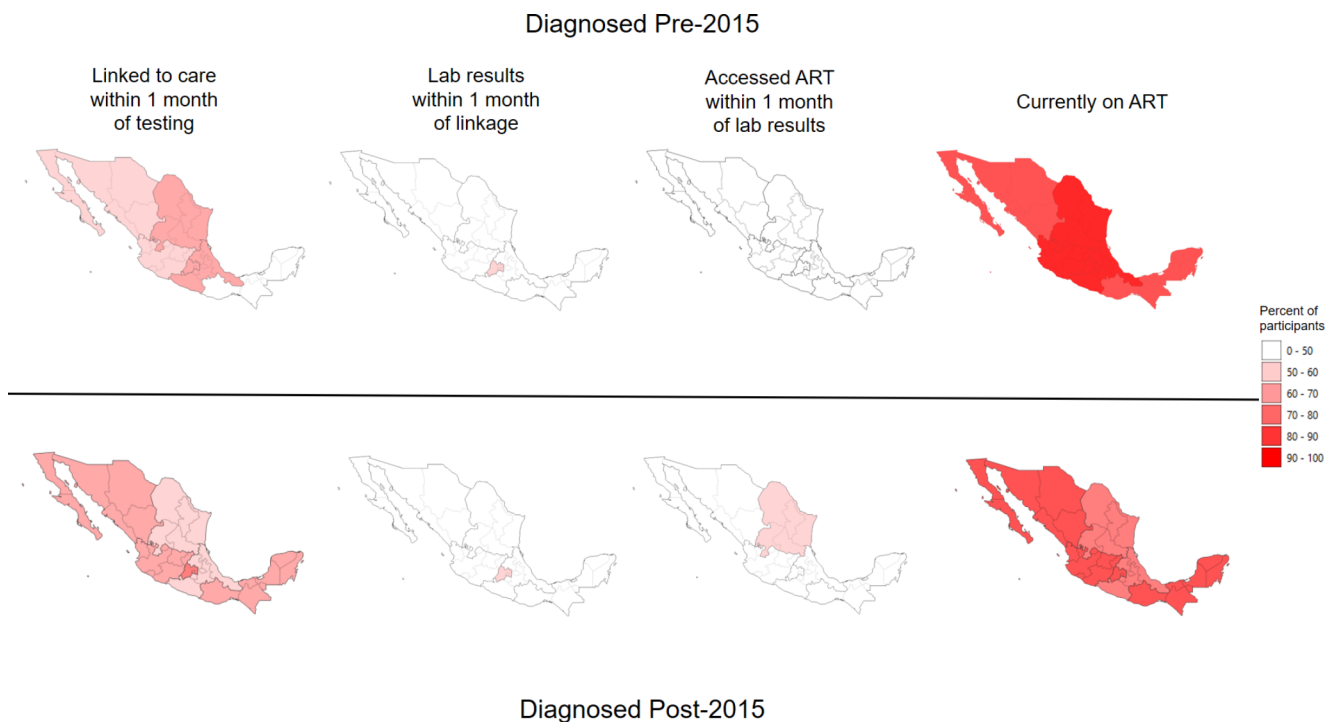 Diagnosed Pre-2015
Linked to care
within 1 month
of testing
Lab results
within 1 month
of linkage
Accessed ART
within 1 month
of lab results
Currently on ART
Percent of
participants
0 - 50
50 - 60
60 - 70
70 - 80
80 - 90
90 - 100
Diagnosed Post-2015